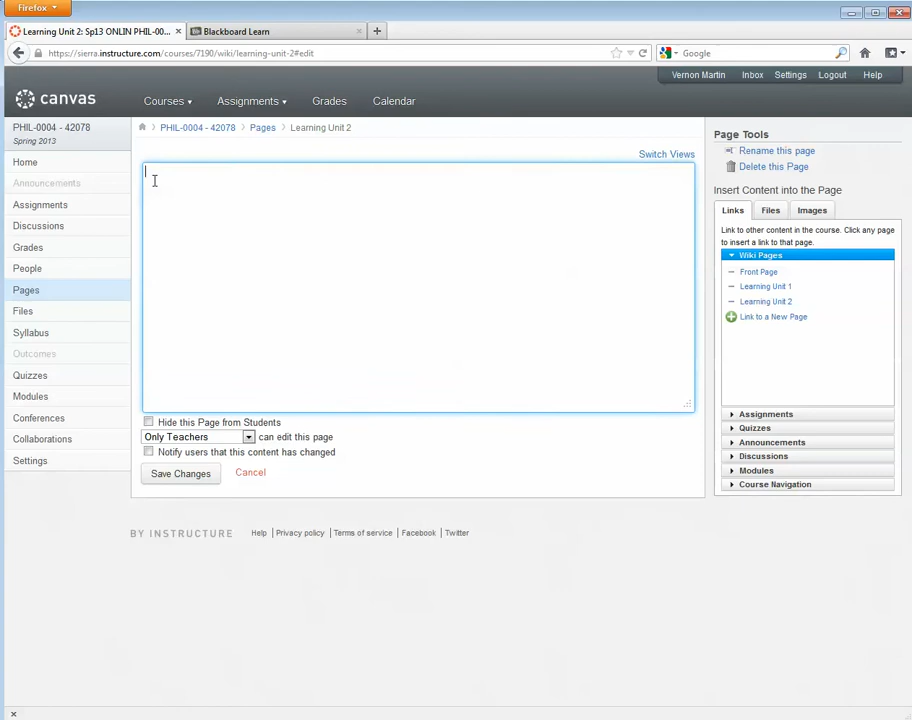 Firefox
Learning Unit 2: Sp13 ONLIN PHIL-00... ×
Bb Blackboard Learn ×
https://sierra.instructure.com/courses/7190/wiki/learning-unit-2#edit
Google
Vernon Martin Inbox Settings Logout Help
canvas Courses Assignments Grades Calendar
PHIL-0004 - 42078
Spring 2013
Home
Announcements
Assignments
Discussions
Grades
People
Pages
Files
Syllabus
Outcomes
Quizzes
Modules
Conferences
Collaborations
Settings
PHIL-0004 - 42078 Pages Learning Unit 2
Switch Views
Hide this Page from Students
Only Teachers can edit this page
Notify users that this content has changed
Save Changes Cancel
Page Tools
Rename this page
Delete this Page
Insert Content into the Page
Links Files Images
Link to other content in the course. Click any page
to insert a link to that page.
Wiki Pages
Front Page
Learning Unit 1
Learning Unit 2
Link to a New Page
Assignments
Quizzes
Announcements
Discussions
Modules
Course Navigation
BY INSTRUCTURE Help Privacy policy Terms of service Facebook Twitter